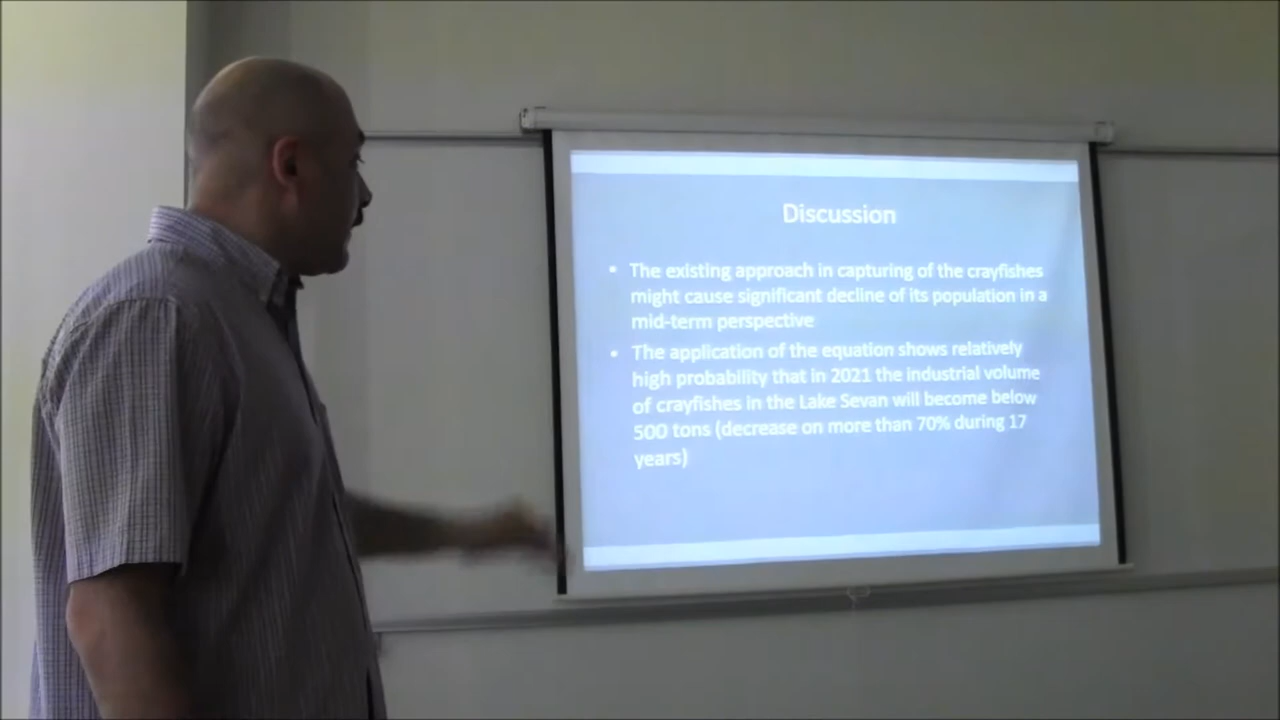 Discussion
• The existing approach in capturing of the crayfishes
might cause significant decline of its population in a
mid-term perspective
• The application of the equation shows relatively
high probability that in 2021 the industrial volume
of crayfishes in the Lake Sevan will become below
500 tons (decrease on more than 70% during 17
years)